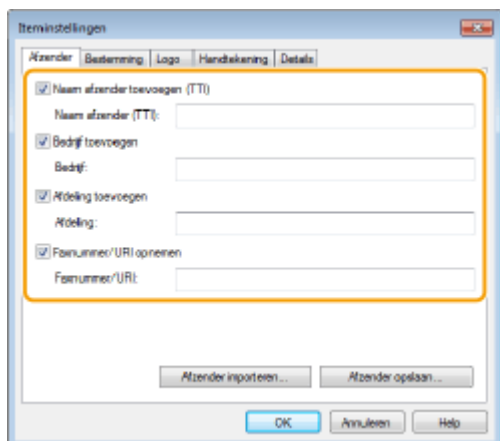 Iteminstellingen
Afzender Bestemming Logo Handtekening Details
Naam afzender toevoegen (TTI)
Naam afzender (TTI):
Bedrijf toevoegen
Bedrijf:
Afdeling toevoegen
Afdeling:
Faxnummer/URI opnemen
Faxnummer/URI:
Afzender importeren... Afzender opslaan...
OK Annuleren Help